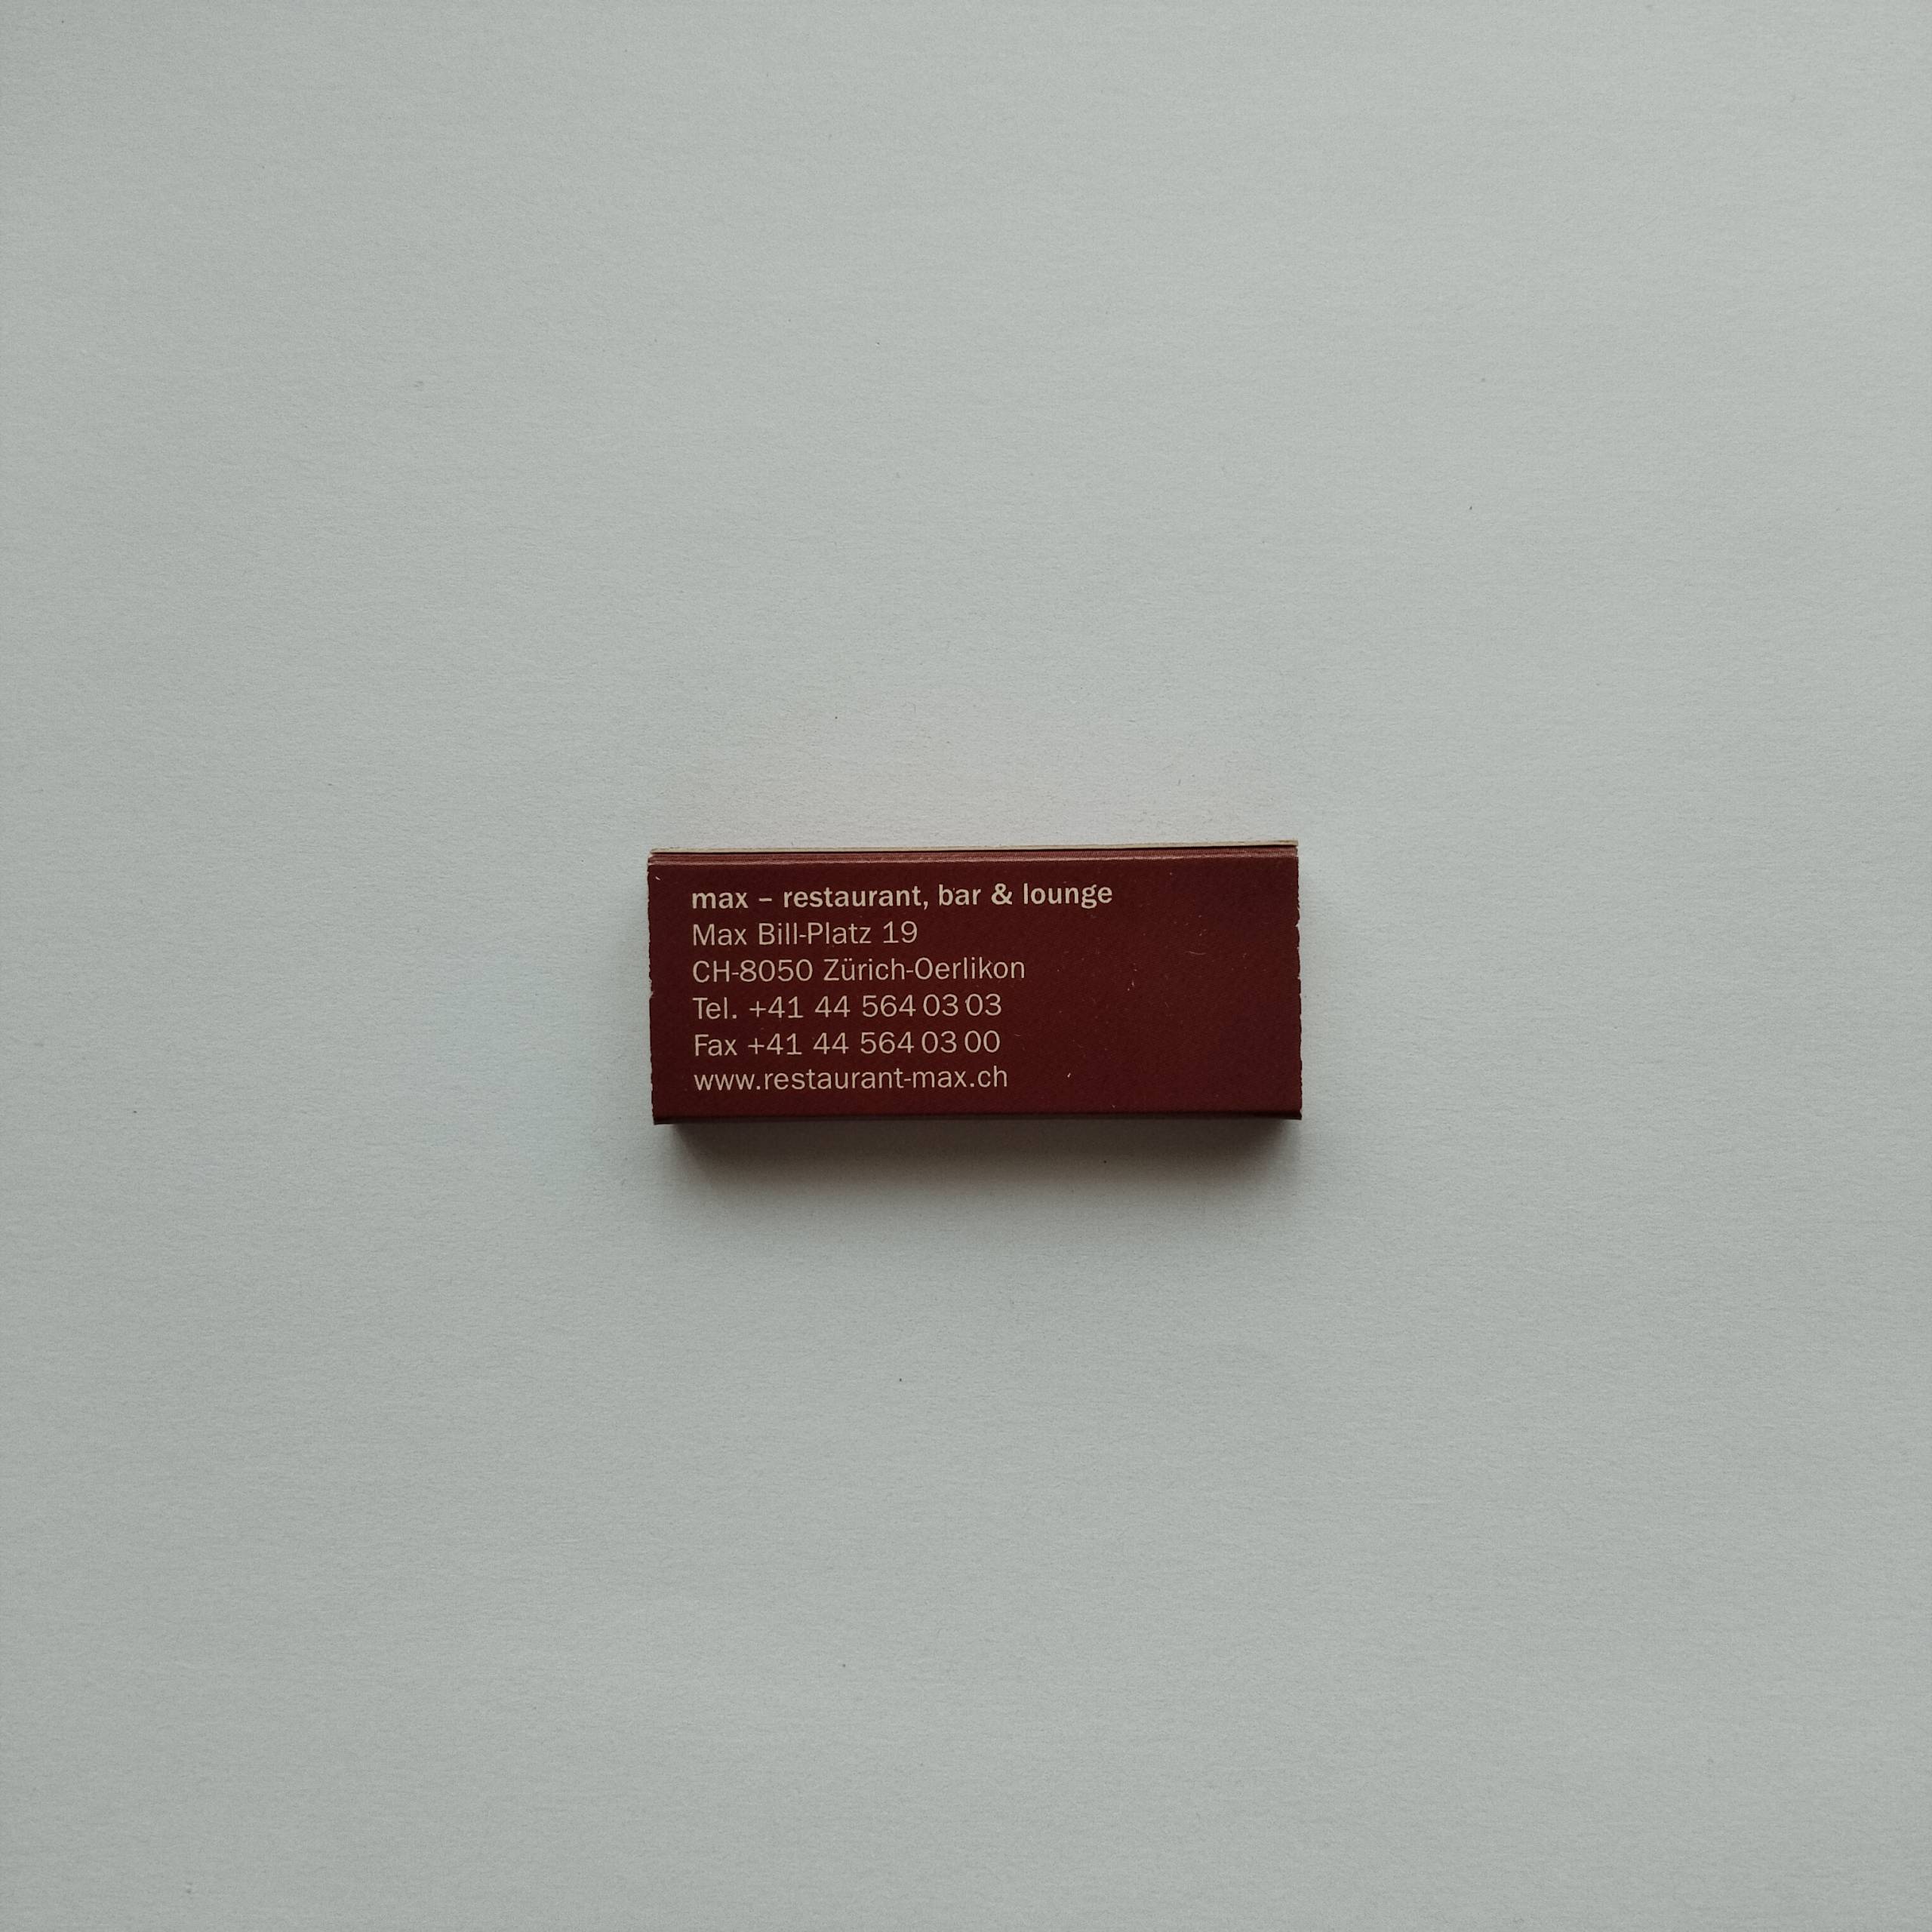 max – restaurant, bar & lounge
Max Bill-Platz 19
CH-8050 Zürich-Oerlikon
Tel. +41 44 564 03 03
Fax +41 44 564 03 00
www.restaurant-max.ch